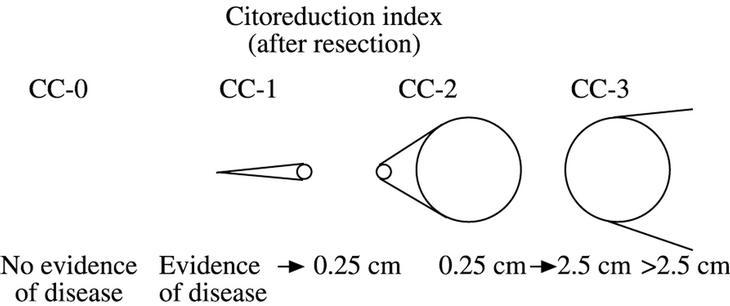 Citoreduction index
(after resection)
CC-0 CC-1 CC-2 CC-3
No evidence of disease
Evidence of disease → 0.25 cm
0.25 cm→2.5 cm
>2.5 cm